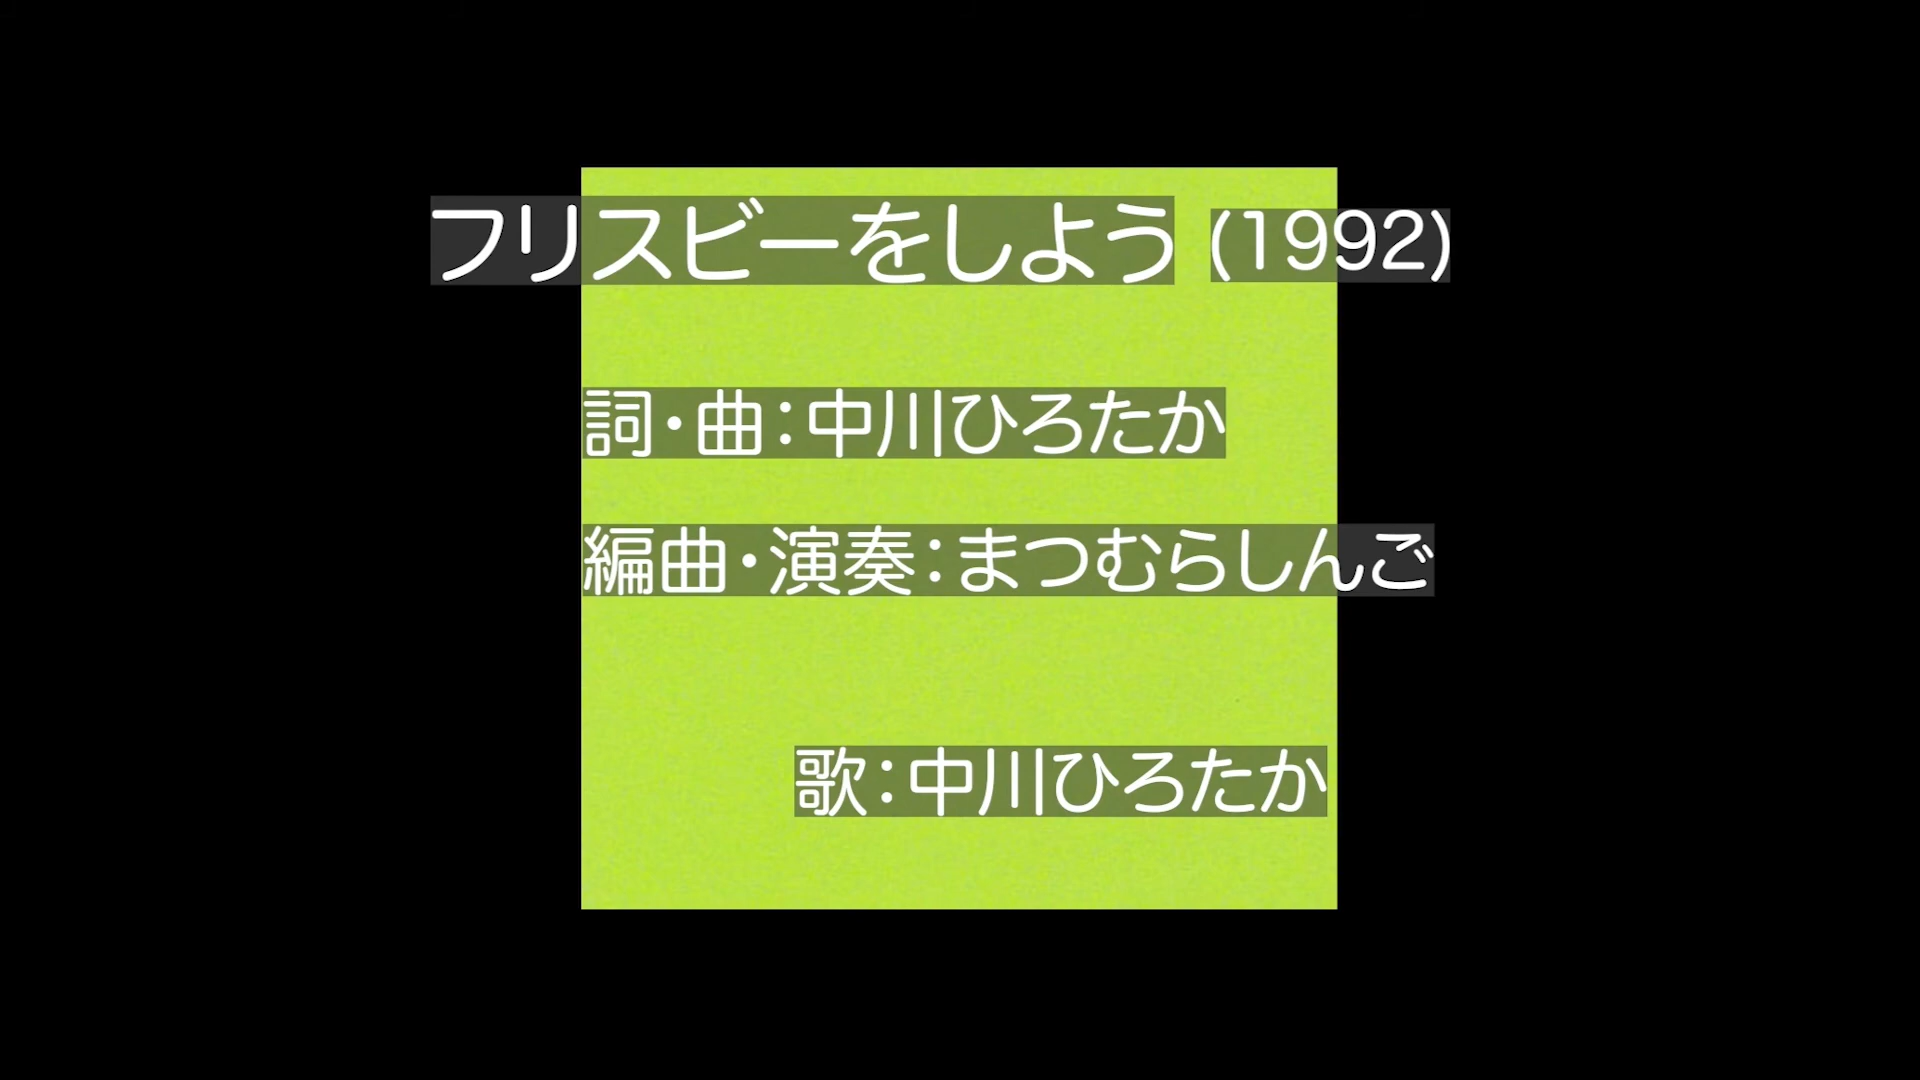 フリスビーをしよう (1992)
詞・曲：中川ひろたか
編曲・演奏：まつむらしんご
歌：中川ひろたか